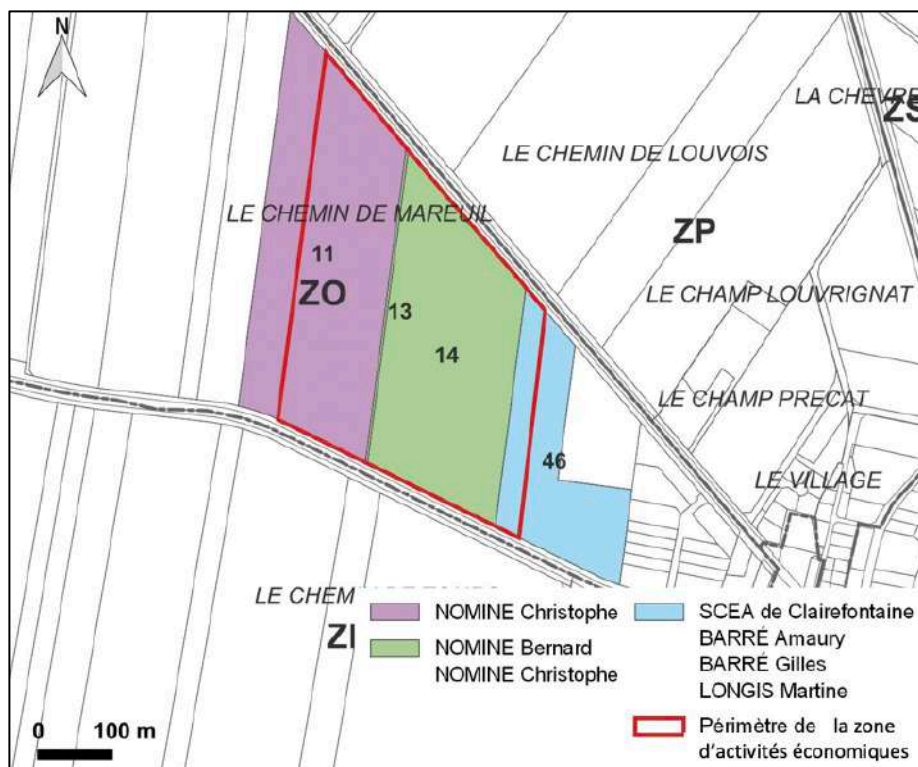 N
LA CHEVRE
ZS
LE CHEMIN DE LOUVOIS
LE CHEMIN DE MAREUIL
ZP
11
ZO
LE CHAMP LOUVRIGNAT
13
14
LE CHAMP PRECAT
46
LE VILLAGE
LE CHEM
ZI
NOMINE Christophe
NOMINE Bernard
NOMINE Christophe
SCEA de Clairefontaine
BARRÉ Amaury
BARRÉ Gilles
LONGIS Martine
Périmètre de la zone
d'activités économiques
0 100 m